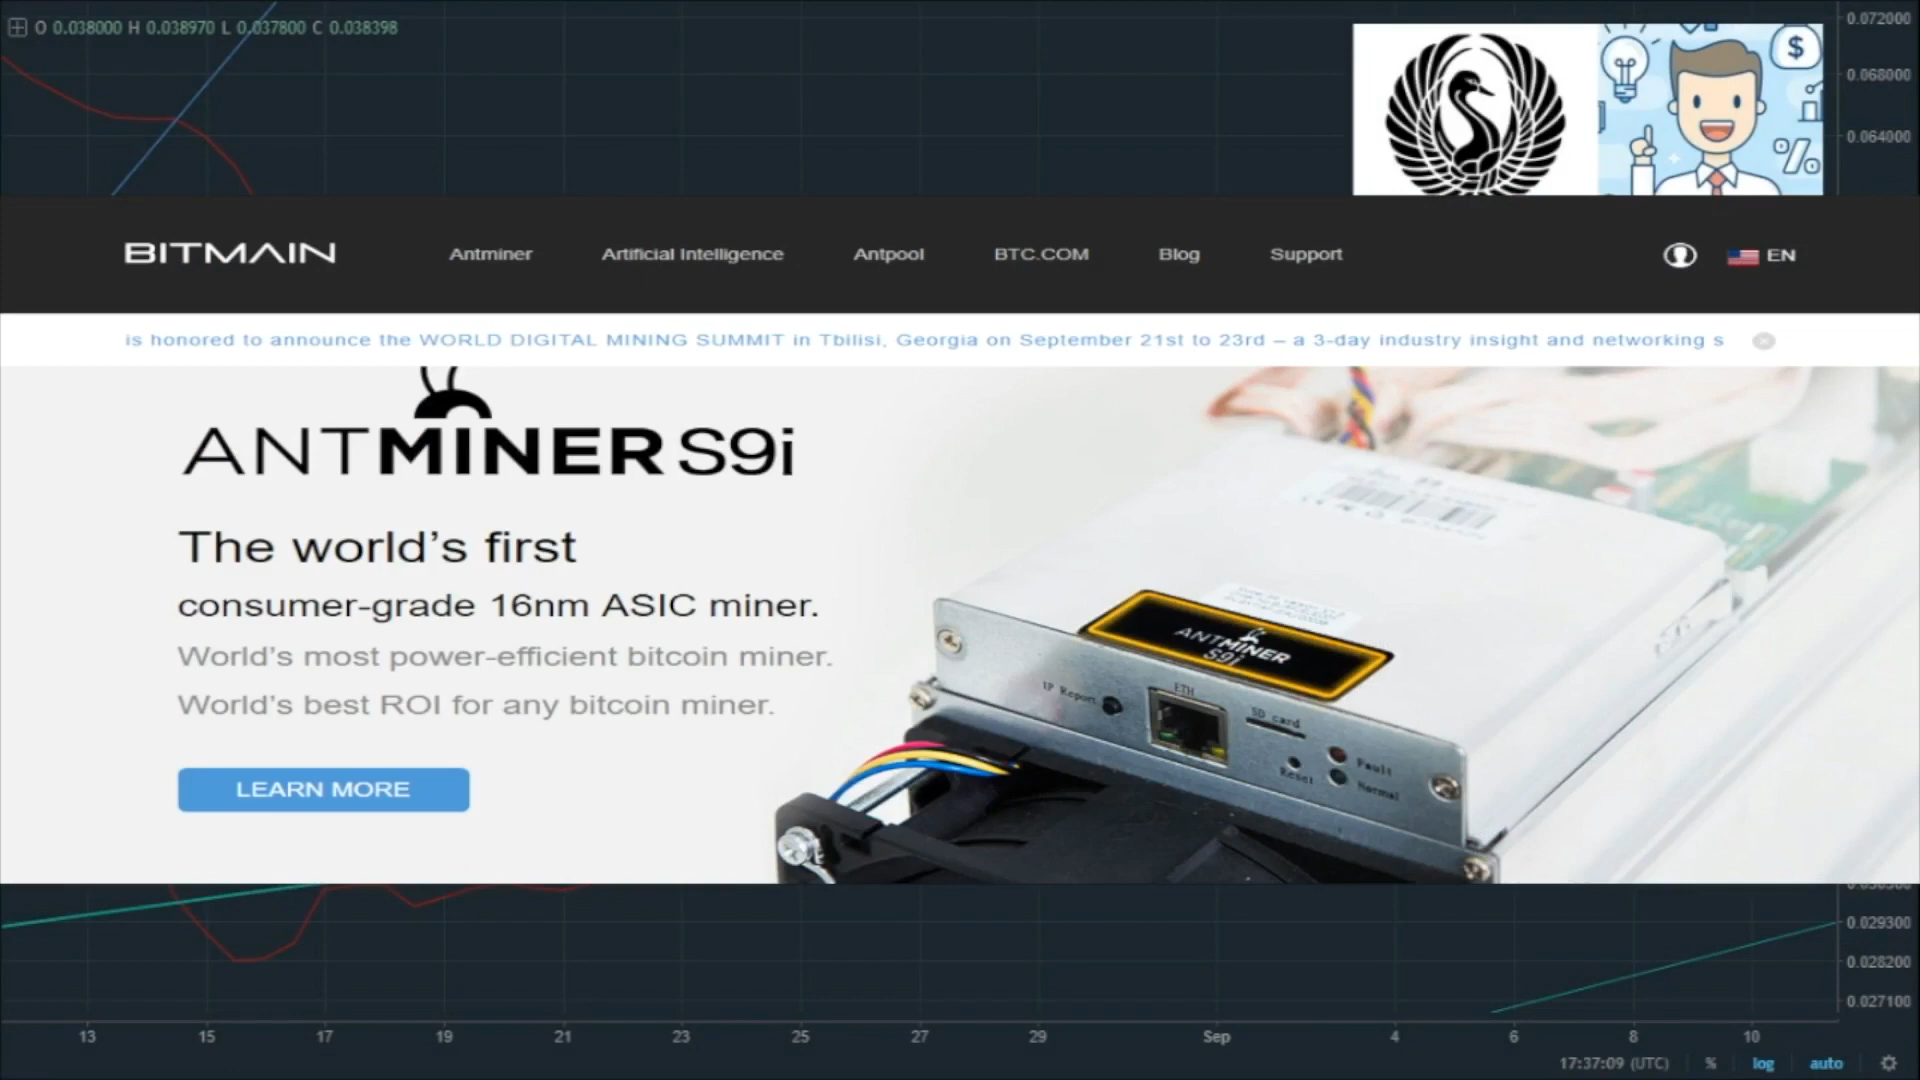 O 0.038000 H 0.038970 L 0.037800 C 0.038398
0.072000
0.068000
0.064000
$
%
BITMAIN Antminer Artificial Intelligence Antpool BTC.COM Blog Support EN
is honored to announce the WORLD DIGITAL MINING SUMMIT in Tbilisi, Georgia on September 21st to 23rd – a 3-day industry insight and networking s
ANTMINER S9i
The world's first
consumer-grade 16nm ASIC miner.
World's most power-efficient bitcoin miner.
World's best ROI for any bitcoin miner.
LEARN MORE
ANTMINER
S9i
IP Report
ETH
SD card
Reset
Fault
Normal
0.029300
0.028200
0.027100
13 15 17 19 21 23 25 27 29 Sep 4 6 8 10
17:37:09 (UTC) % log auto